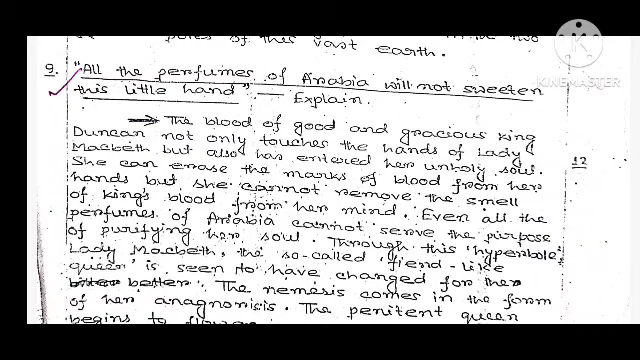 poles of this vast earth.
9. "All the perfumes of Arabia will not sweeten
this little hand" — Explain.
KINEMASTER
→ The blood of good and gracious king
Duncan not only touches the hands of Lady
Macbeth but also has entered her unholy soul.
She can erase the marks of blood from her
hands but she cannot remove the smell
of king's blood from her mind. Even all the
perfumes of Arabia cannot serve the purpose
of purifying her soul. Through this 'hyperbole',
Lady Macbeth, the so-called 'fiend-like
queen' is seen to have changed for the
better. The nemesis comes in the form
of her anagnorisis. The penitent queen
begins to
12